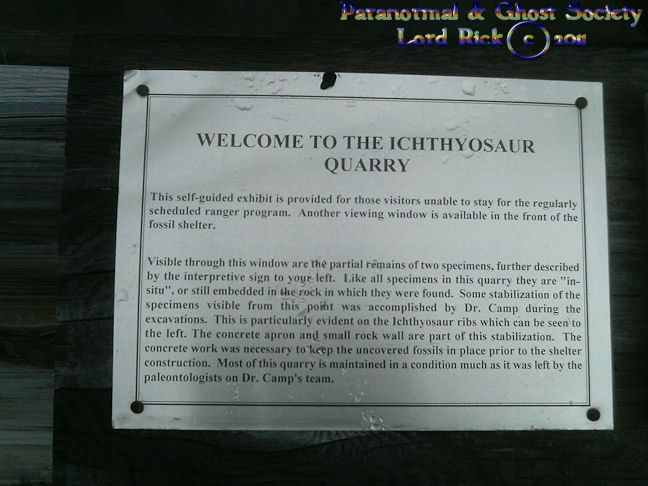 Paranormal & Ghost Society
Lord Rick © 2011
WELCOME TO THE ICHTHYOSAUR
QUARRY
This self-guided exhibit is provided for those visitors unable to stay for the regularly
scheduled ranger program.  Another viewing window is available in the front of the
fossil shelter.
Visible through this window are the partial remains of two specimens, further described
by the interpretive sign to your left.  Like all specimens in this quarry they are "in-
situ", or still embedded in the rock in which they were found.  Some stabilization of the
specimens visible from this point was accomplished by Dr. Camp during the
excavations.  This is particularly evident on the Ichthyosaur ribs which can be seen to
the left. The concrete apron and small rock wall are part of this stabilization.  The
concrete work was necessary to keep the uncovered fossils in place prior to the shelter
construction.  Most of this quarry is maintained in a condition much as it was left by the
paleontologists on Dr. Camp's team.